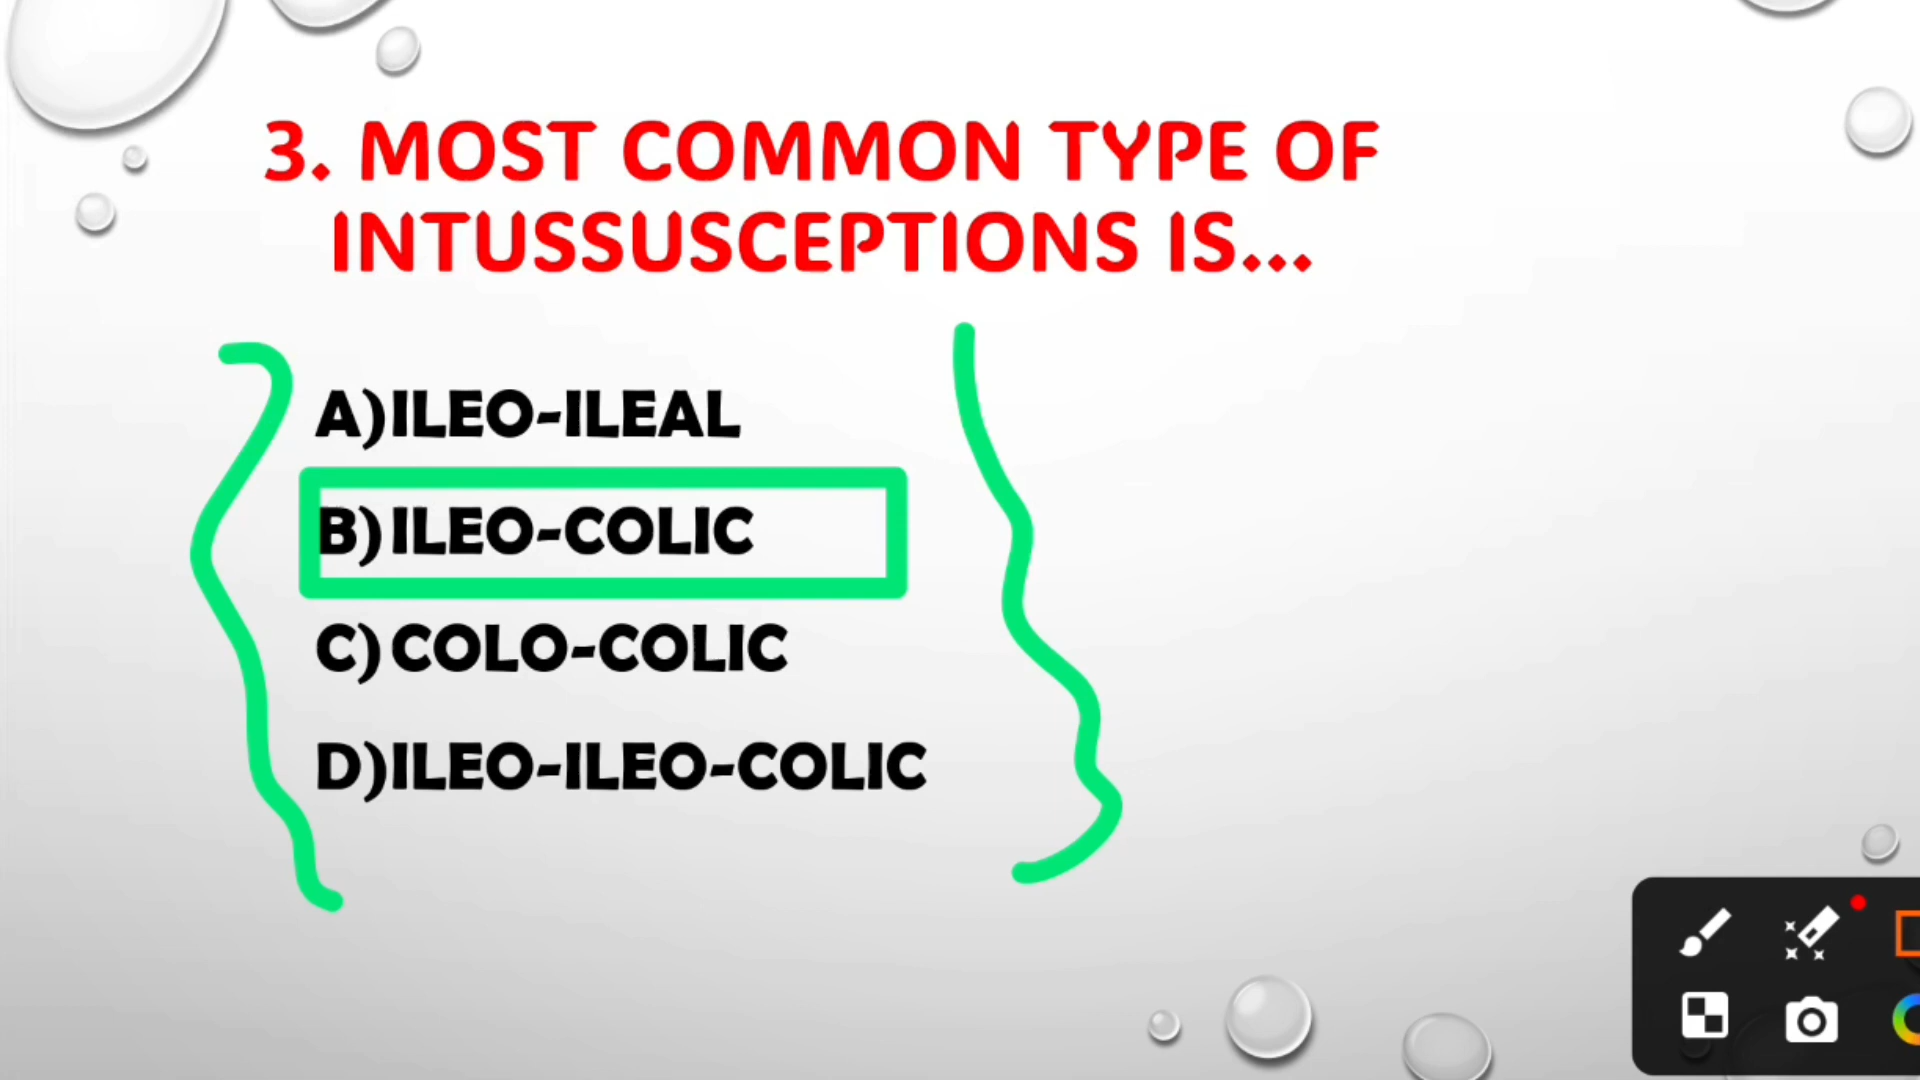 3. MOST COMMON TYPE OF
INTUSSUSCEPTIONS IS...
A) ILEO-ILEAL
B) ILEO-COLIC
C) COLO-COLIC
D) ILEO-ILEO-COLIC